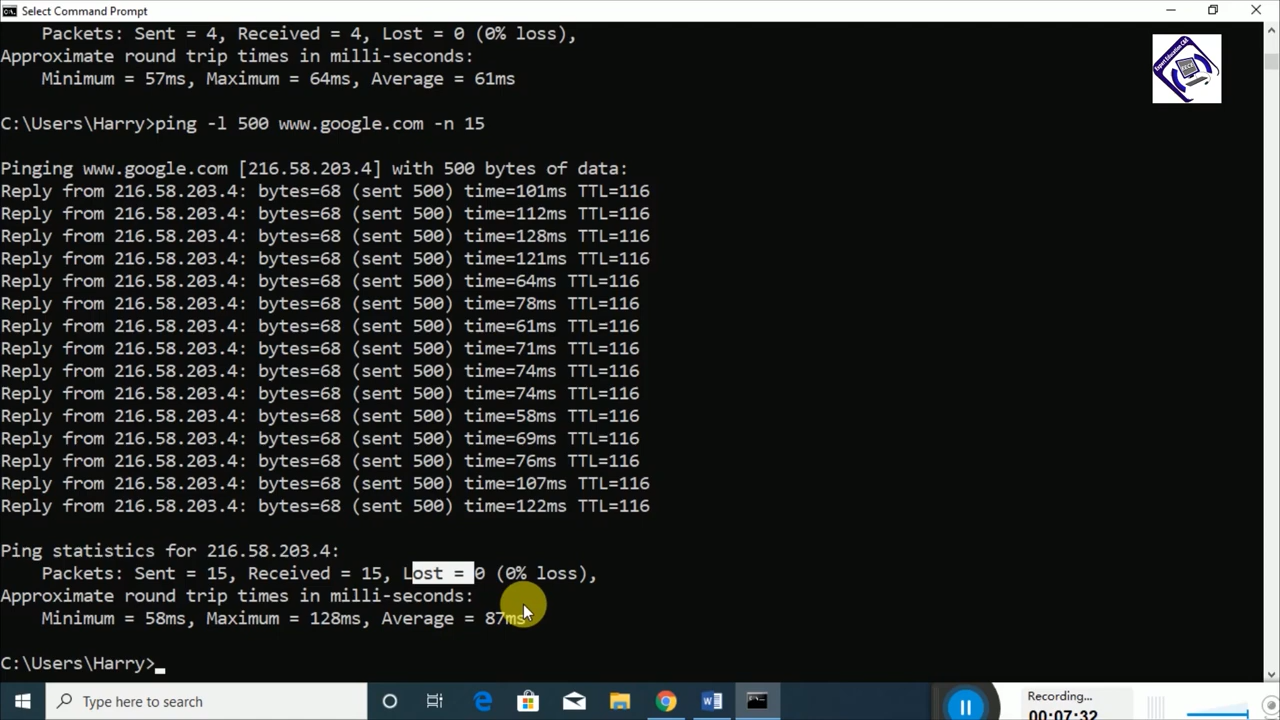 Select Command Prompt
Packets: Sent = 4, Received = 4, Lost = 0 (0% loss),
Approximate round trip times in milli-seconds:
Minimum = 57ms, Maximum = 64ms, Average = 61ms
C:\Users\Harry>ping -l 500 www.google.com -n 15
Pinging www.google.com [216.58.203.4] with 500 bytes of data:
Reply from 216.58.203.4: bytes=68 (sent 500) time=101ms TTL=116
Reply from 216.58.203.4: bytes=68 (sent 500) time=112ms TTL=116
Reply from 216.58.203.4: bytes=68 (sent 500) time=128ms TTL=116
Reply from 216.58.203.4: bytes=68 (sent 500) time=121ms TTL=116
Reply from 216.58.203.4: bytes=68 (sent 500) time=64ms TTL=116
Reply from 216.58.203.4: bytes=68 (sent 500) time=78ms TTL=116
Reply from 216.58.203.4: bytes=68 (sent 500) time=61ms TTL=116
Reply from 216.58.203.4: bytes=68 (sent 500) time=71ms TTL=116
Reply from 216.58.203.4: bytes=68 (sent 500) time=74ms TTL=116
Reply from 216.58.203.4: bytes=68 (sent 500) time=74ms TTL=116
Reply from 216.58.203.4: bytes=68 (sent 500) time=58ms TTL=116
Reply from 216.58.203.4: bytes=68 (sent 500) time=69ms TTL=116
Reply from 216.58.203.4: bytes=68 (sent 500) time=76ms TTL=116
Reply from 216.58.203.4: bytes=68 (sent 500) time=107ms TTL=116
Reply from 216.58.203.4: bytes=68 (sent 500) time=122ms TTL=116
Ping statistics for 216.58.203.4:
Packets: Sent = 15, Received = 15, Lost = 0 (0% loss),
Approximate round trip times in milli-seconds:
Minimum = 58ms, Maximum = 128ms, Average = 87ms
C:\Users\Harry>
Type here to search
Recording...
00:07:32